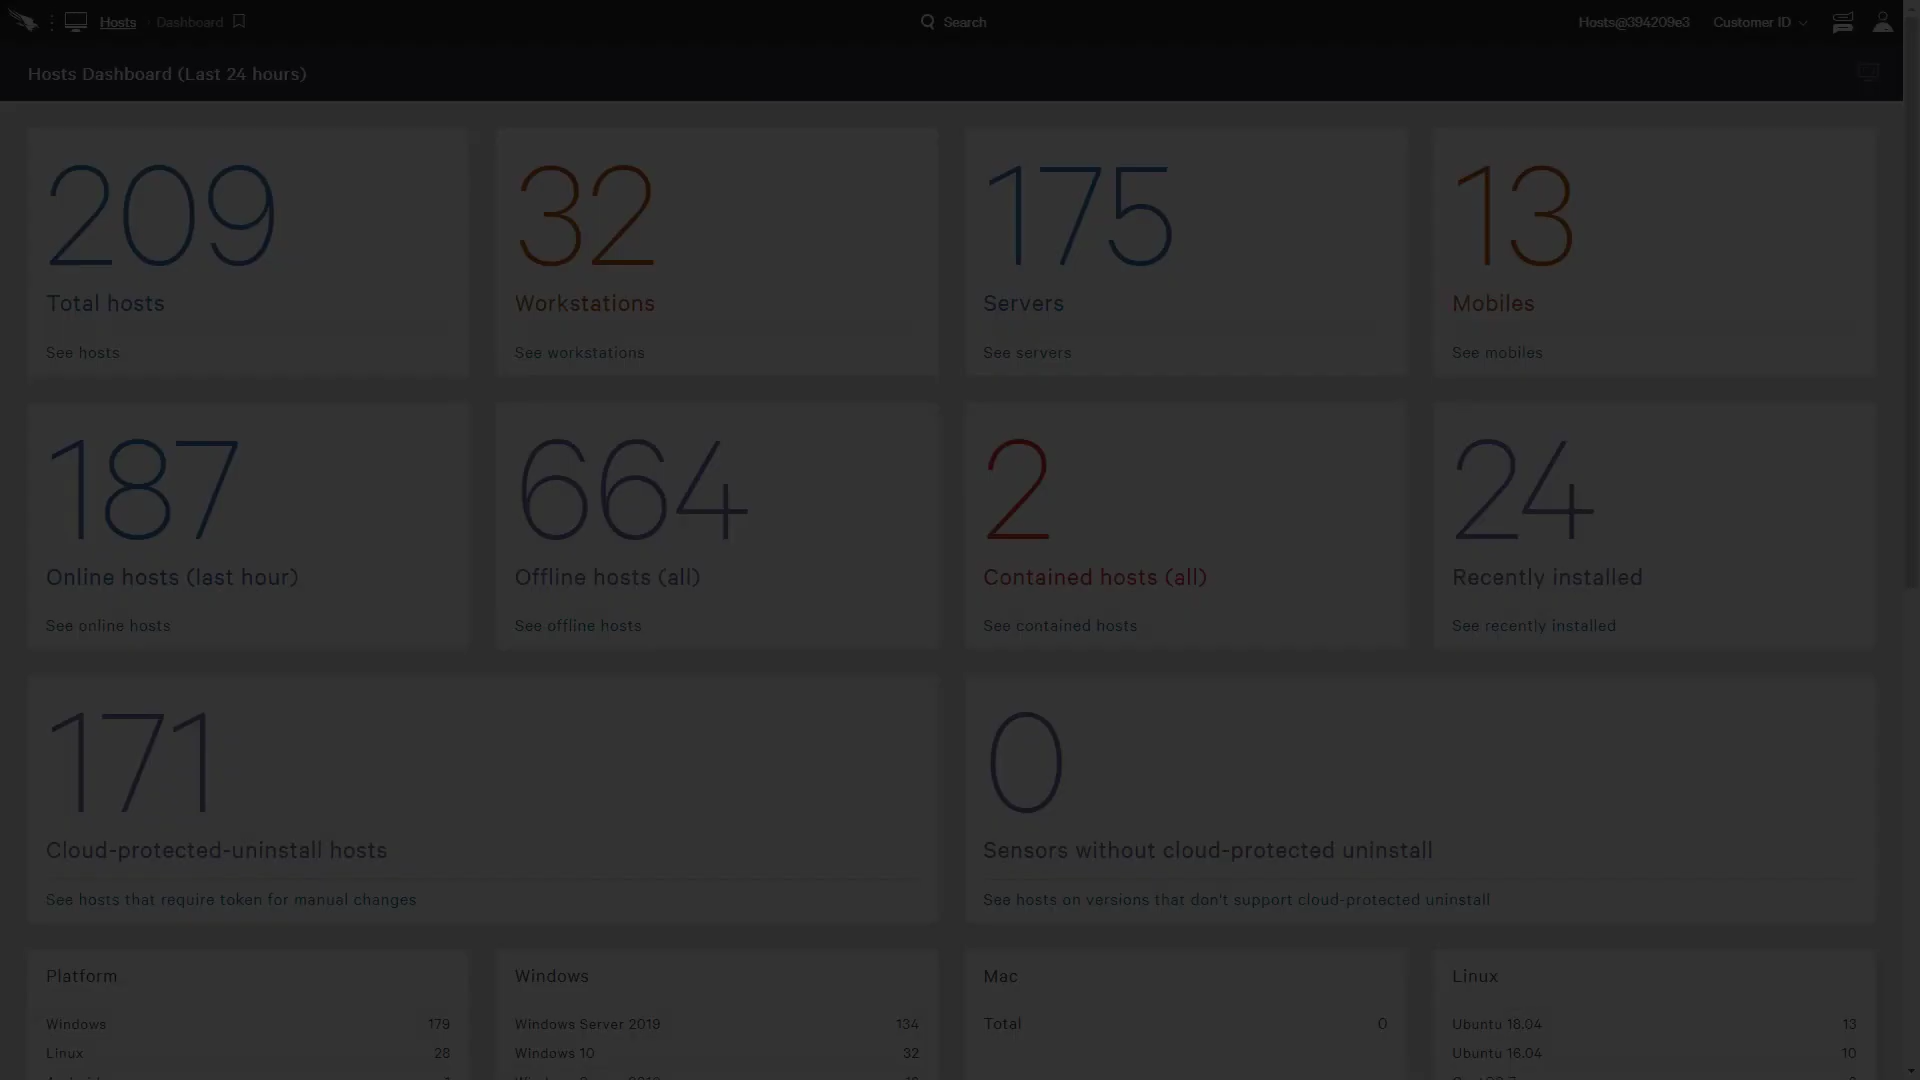 Hosts Dashboard Search Hosts@394209e3 Customer ID
Hosts Dashboard (Last 24 hours)
209 32 175 13
Total hosts Workstations Servers Mobiles
See hosts See workstations See servers See mobiles
187 664 2 24
Online hosts (last hour) Offline hosts (all) Contained hosts (all) Recently installed
See online hosts See offline hosts See contained hosts See recently installed
171 0
Cloud-protected-uninstall hosts Sensors without cloud-protected uninstall
See hosts that require token for manual changes See hosts on versions that don't support cloud-protected uninstall
Platform Windows Mac Linux
Windows 179 Windows Server 2019 134 Total 0 Ubuntu 18.04 13
Linux 28 Windows 10 32 Ubuntu 16.04 10